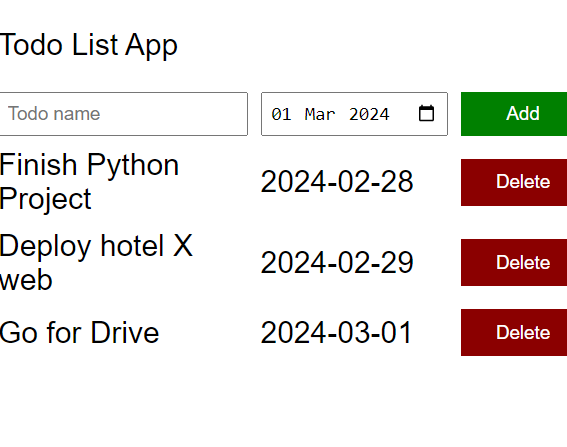 Todo List App
Todo name 01 Mar 2024 Add
Finish Python
Project
2024-02-28 Delete
Deploy hotel X
web
2024-02-29 Delete
Go for Drive 2024-03-01 Delete